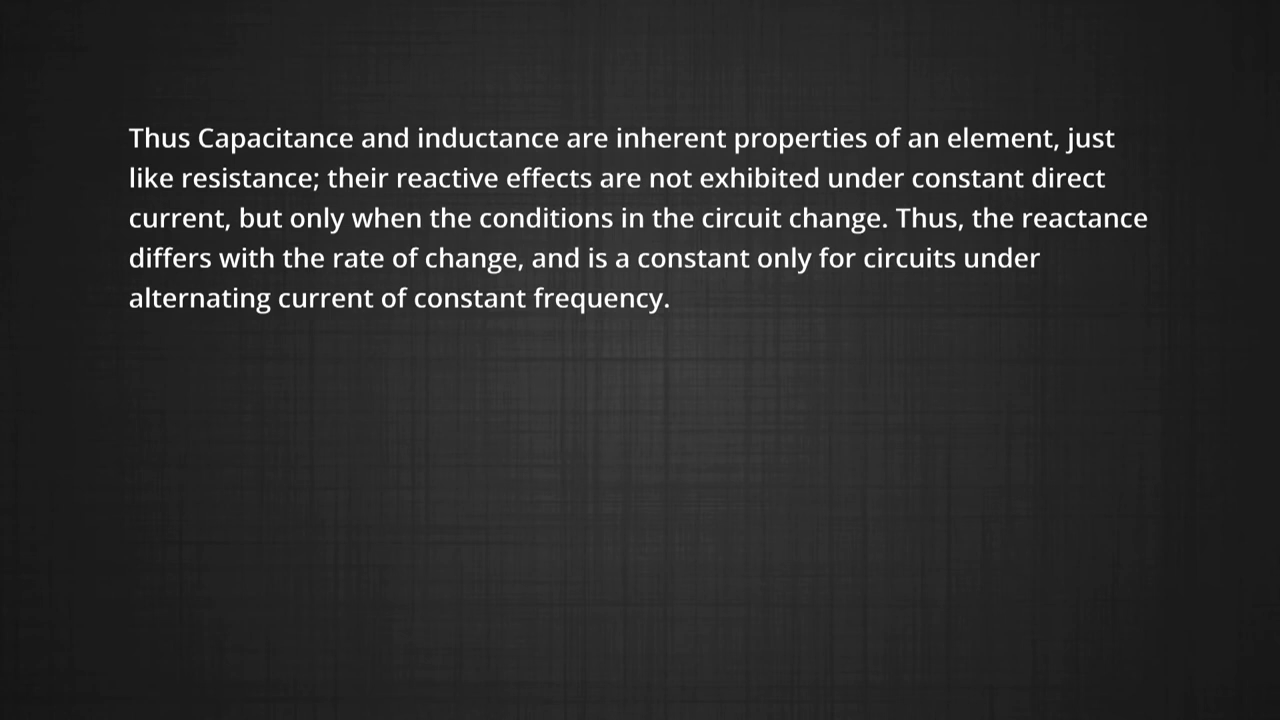 Thus Capacitance and inductance are inherent properties of an element, just
like resistance; their reactive effects are not exhibited under constant direct
current, but only when the conditions in the circuit change. Thus, the reactance
differs with the rate of change, and is a constant only for circuits under
alternating current of constant frequency.